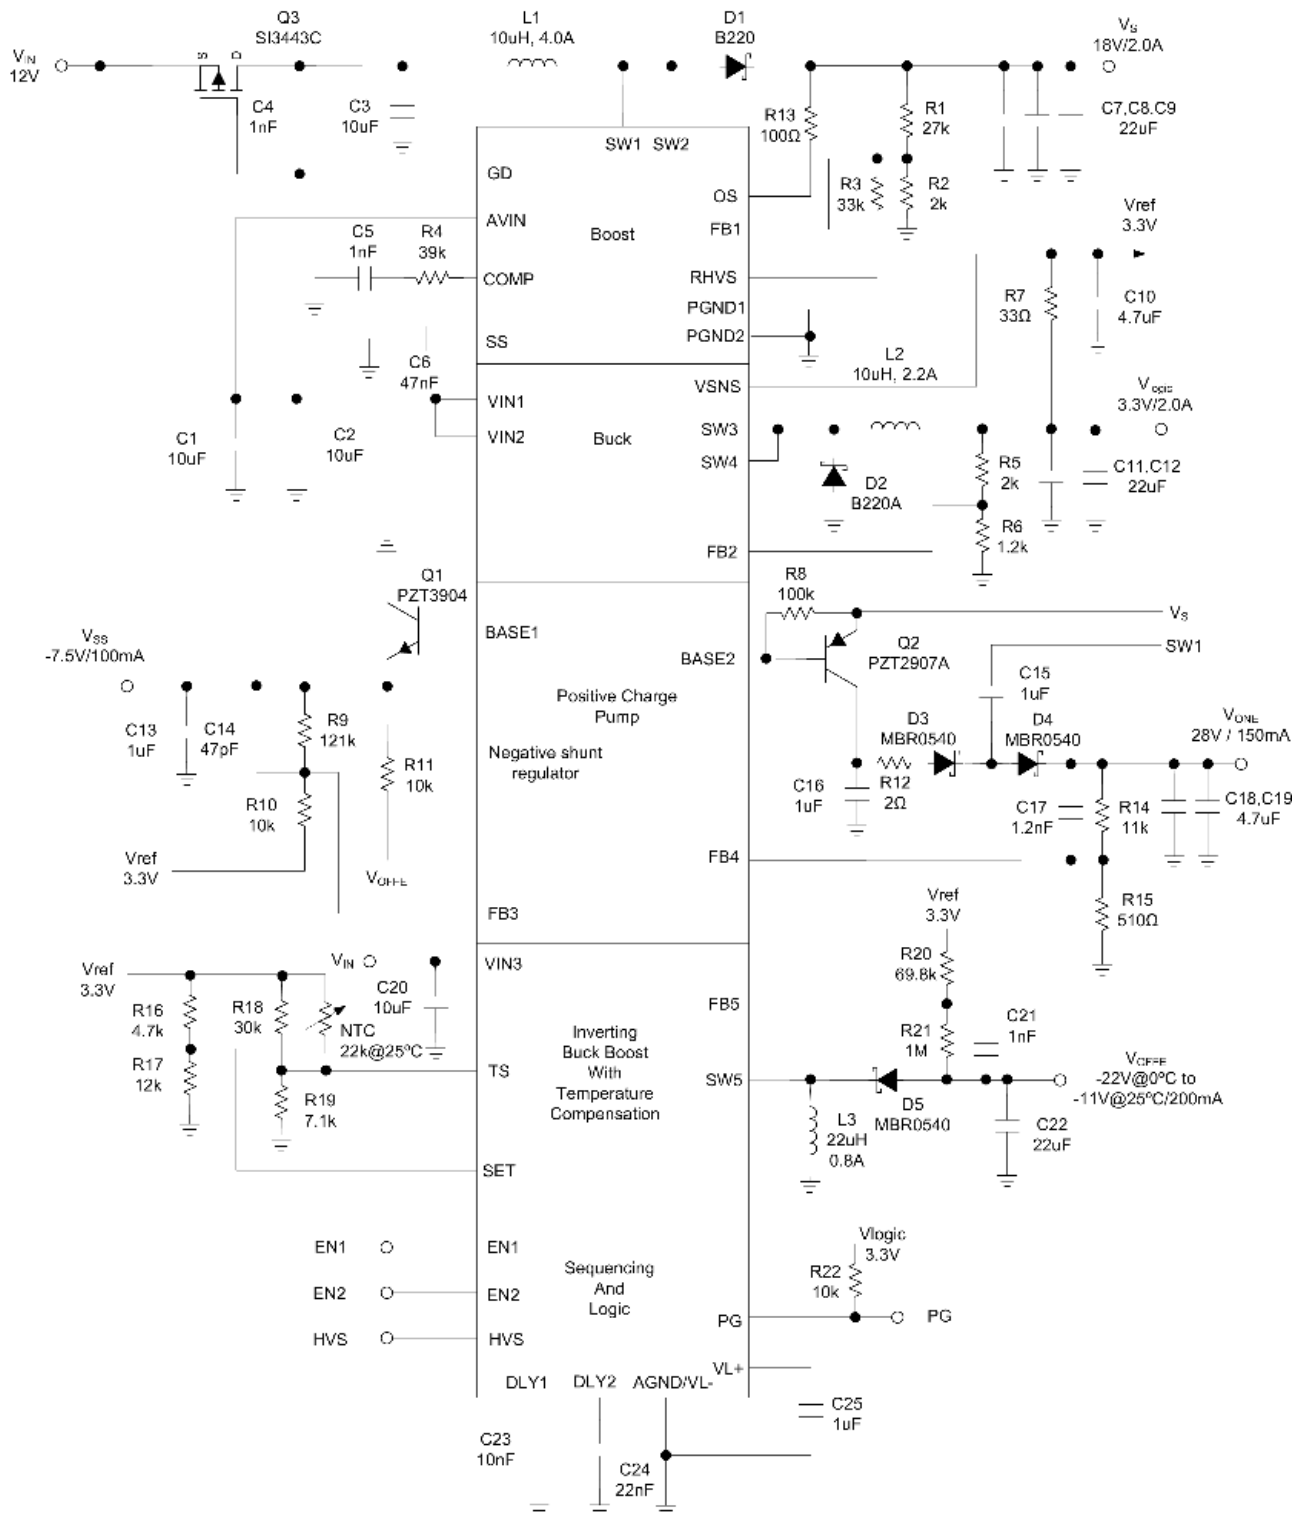 Q3
SI3443C
L1
10uH, 4.0A
D1
B220
VS
18V/2.0A
VIN
12V
S
D
C4
1nF
C3
10uF
R13
100Ω
R1
27k
C7,C8.C9
22uF
SW1 SW2
GD
OS
R3
33k
R2
2k
Vref
3.3V
AVIN
C5
1nF
R4
39k
Boost
FB1
COMP
RHVS
R7
33Ω
C10
4.7uF
PGND1
PGND2
SS
C6
47nF
L2
10uH, 2.2A
VSNS
Vogic
3.3V/2.0A
VIN1
VIN2
C1
10uF
C2
10uF
Buck
SW3
SW4
D2
B220A
R5
2k
C11,C12
22uF
R6
1.2k
FB2
Q1
PZT3904
R8
100k
VS
BASE1
VSS
-7.5V/100mA
BASE2
Q2
PZT2907A
SW1
C15
1uF
Positive Charge
Pump
Negative shunt
regulator
C13
1uF
C14
47pF
R9
121k
R11
10k
D3
MBR0540
D4
MBR0540
VONE
28V / 150mA
R10
10k
C16
1uF
R12
2Ω
C17
1.2nF
R14
11k
C18,C19
4.7uF
Vref
3.3V
VOFFE
FB4
R15
510Ω
FB3
Vref
3.3V
VIN
VIN3
R20
69.8k
Vref
3.3V
R16
4.7k
R18
30k
NTC
22k@25ºC
C20
10uF
FB5
R21
1M
C21
1nF
Inverting
Buck Boost
With
Temperature
Compensation
R17
12k
TS
SW5
VOFFE
-22V@0ºC to
-11V@25ºC/200mA
R19
7.1k
D5
MBR0540
L3
22uH
0.8A
C22
22uF
SET
EN1
EN1
Vlogic
3.3V
Sequencing
And
Logic
R22
10k
EN2
EN2
PG
PG
HVS
HVS
VL+
DLY1
DLY2
AGND/VL-
C25
1uF
C23
10nF
C24
22nF